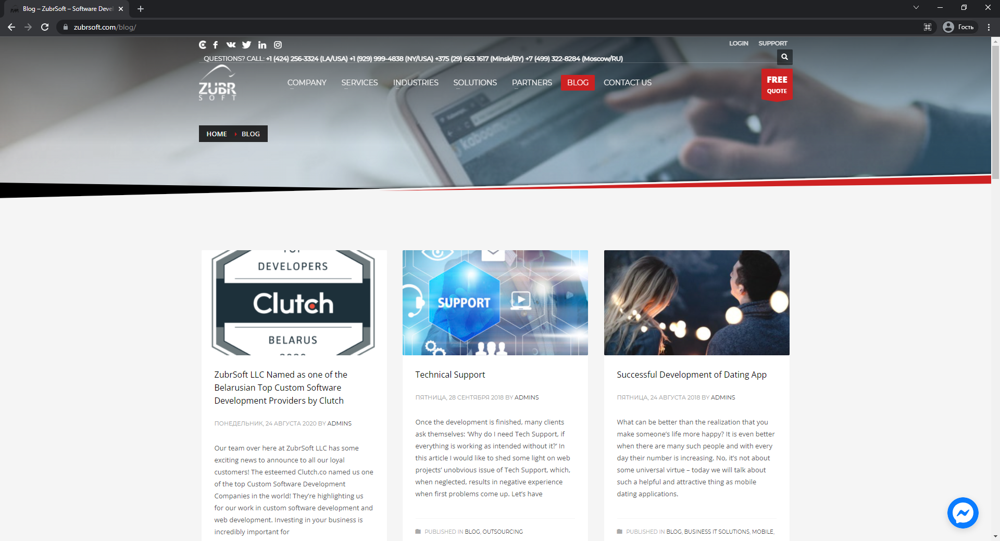 Blog – ZubrSoft – Software Devel
zubrsoft.com/blog/
Гость
LOGIN SUPPORT
QUESTIONS? CALL: +1 (424) 256-3324 (LA/USA) +1 (929) 999-4838 (NY/USA) +375 (29) 663 1617 (Minsk/BY) +7 (499) 322-8284 (Moscow/RU)
ZUBR
SOFT
COMPANY SERVICES INDUSTRIES SOLUTIONS PARTNERS BLOG CONTACT US
FREE
QUOTE
kaboompics
HOME BLOG
TOP
DEVELOPERS
Clutch
BELARUS
2020
ZubrSoft LLC Named as one of the
Belarusian Top Custom Software
Development Providers by Clutch
ПОНЕДЕЛЬНИК, 24 АВГУСТА 2020 BY ADMINS
Our team over here at ZubrSoft LLC has some
exciting news to announce to all our loyal
customers! The esteemed Clutch.co named us one
of the top Custom Software Development
Companies in the world! They’re highlighting us
for our work in custom software development and
web development. Investing in your business is
incredibly important for
SUPPORT
Technical Support
ПЯТНИЦА, 28 СЕНТЯБРЯ 2018 BY ADMINS
Once the development is finished, many clients
ask themselves: ‘Why do I need Tech Support, if
everything is working as intended without it?’ In
this article I would like to shed some light on web
projects’ unobvious issue of Tech Support, which,
when neglected, results in negative experience
when first problems come up. Let’s have
PUBLISHED IN BLOG, OUTSOURCING
Successful Development of Dating App
ПЯТНИЦА, 24 АВГУСТА 2018 BY ADMINS
What can be better than the realization that you
make someone’s life more happy? It is even better
when there are many such people and with every
day their number is increasing. No, it’s not about
some universal virtue – today we will talk about
such a helpful and attractive thing as mobile
dating applications.
PUBLISHED IN BLOG, BUSINESS IT SOLUTIONS, MOBILE,